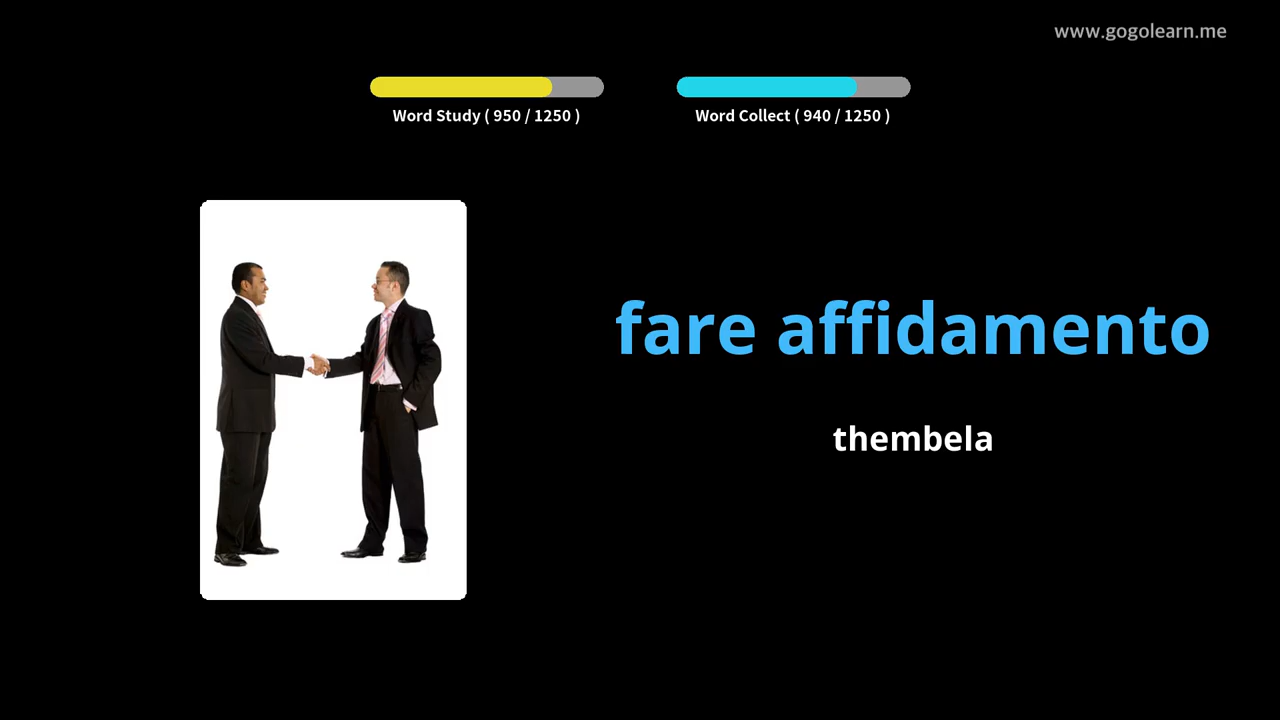 www.gogolearn.me
Word Study ( 950 / 1250 )
Word Collect ( 940 / 1250 )
fare affidamento
thembela